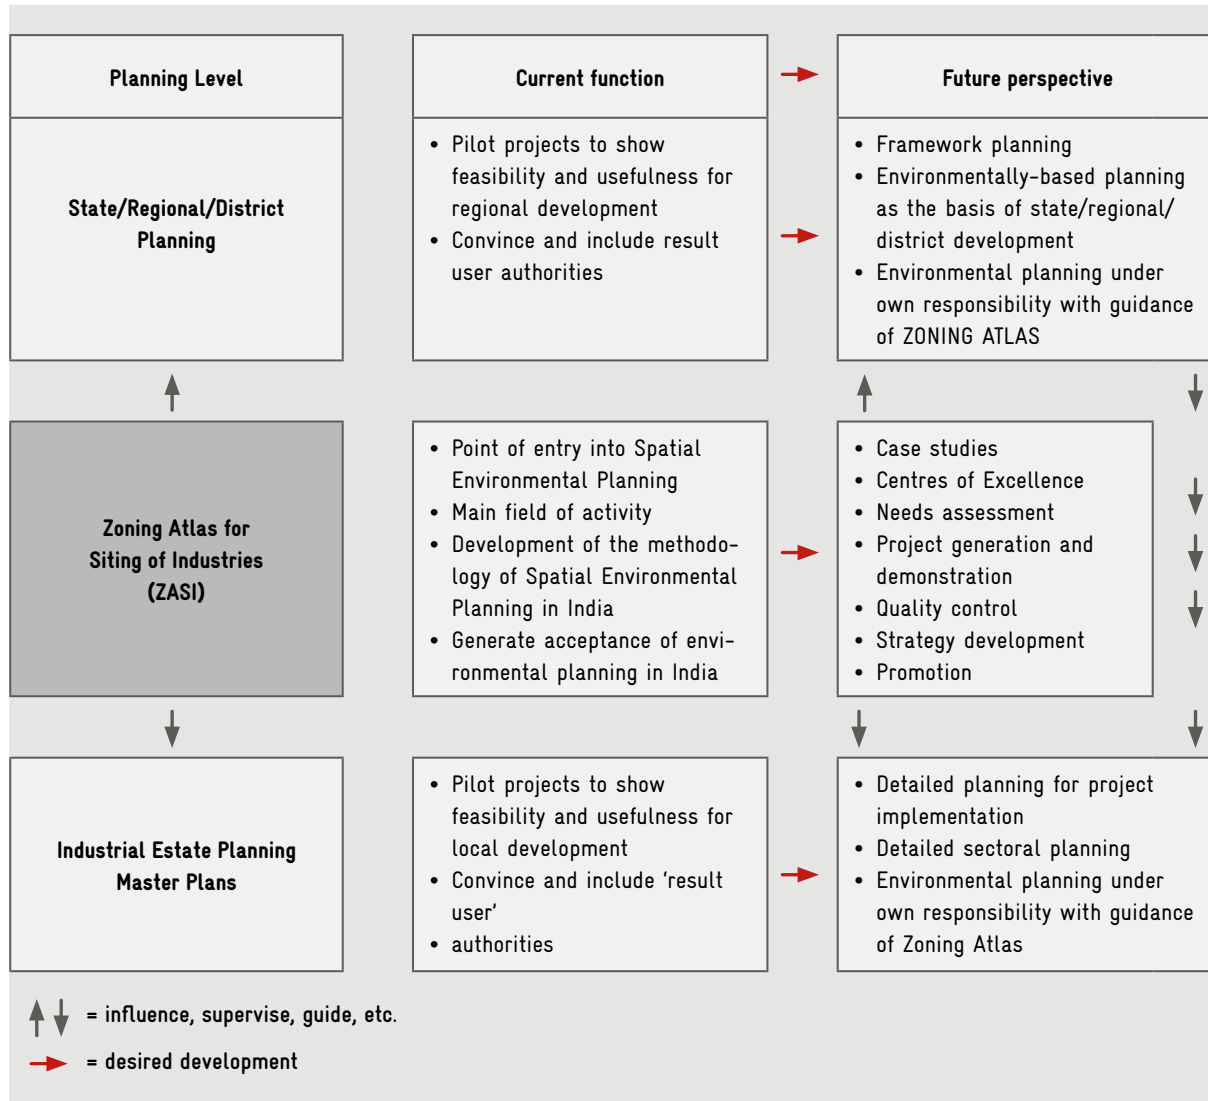 Planning Level
Current function
Future perspective
State/Regional/District
Planning
• Pilot projects to show
feasibility and usefulness for
regional development
• Convince and include result
user authorities
• Framework planning
• Environmentally-based planning
as the basis of state/regional/
district development
• Environmental planning under
own responsibility with guidance
of ZONING ATLAS
Zoning Atlas for
Siting of Industries
(ZASI)
• Point of entry into Spatial
Environmental Planning
• Main field of activity
• Development of the methodo-
logy of Spatial Environmental
Planning in India
• Generate acceptance of envi-
ronmental planning in India
• Case studies
• Centres of Excellence
• Needs assessment
• Project generation and
demonstration
• Quality control
• Strategy development
• Promotion
Industrial Estate Planning
Master Plans
• Pilot projects to show
feasibility and usefulness for
local development
• Convince and include ‘result
user’
• authorities
• Detailed planning for project
implementation
• Detailed sectoral planning
• Environmental planning under
own responsibility with guidance
of Zoning Atlas
= influence, supervise, guide, etc.
= desired development